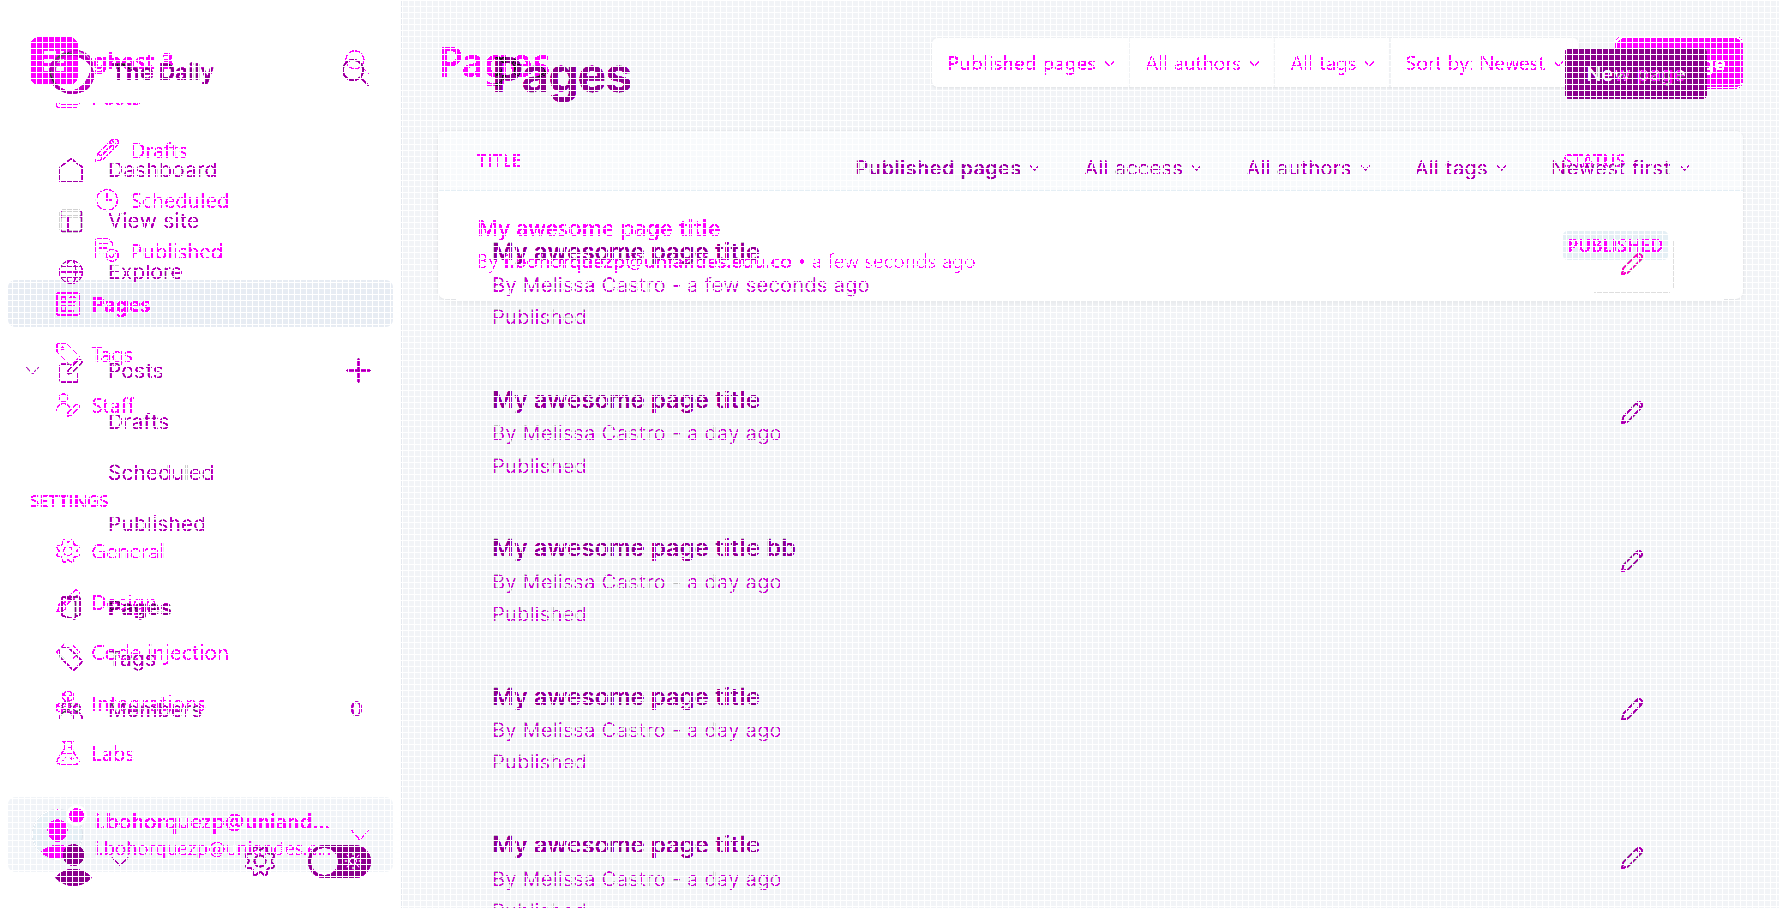 The Daily
Posts
Drafts
Dashboard
Scheduled
View site
Published
Explore
Pages
Tags
Posts
Staff
Drafts
Scheduled
SETTINGS
Published
General
Design
Pages
Code injection
Tags
Integrations
Members 0
Labs
i.bohorquezp@uniand...
i.bohorquezp@uniandes.e...
Pages
Pages
Published pages All authors All tags Sort by: Newest
New page
TITLE
STATUS
Published pages All access All authors All tags Newest first
My awesome page title
PUBLISHED
My awesome page title
By i.bohorquezp@uniandes.edu.co • a few seconds ago
By Melissa Castro - a few seconds ago
Published
My awesome page title
By Melissa Castro - a day ago
Published
My awesome page title bb
By Melissa Castro - a day ago
Published
My awesome page title
By Melissa Castro - a day ago
Published
My awesome page title
By Melissa Castro - a day ago
Published